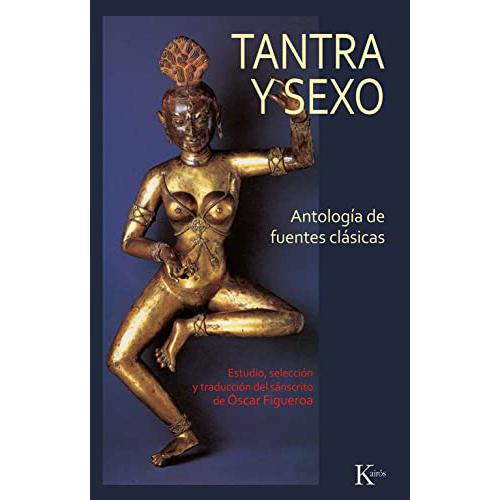 TANTRA
Y SEXO
Antología de
fuentes clásicas
Estudio, selección
y traducción del sánscrito
de Óscar Figueroa
Kairós